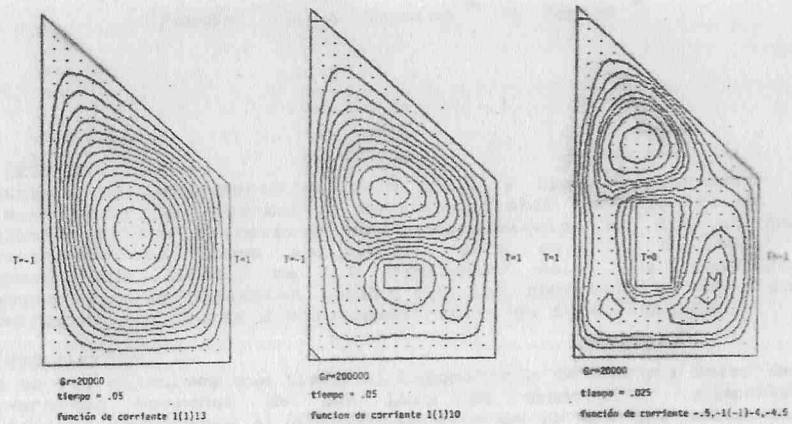 T=-1
T=1
T=-1
T=1
T=1
T=0
T=-1
Gr=20000
tiempo = .05
función de corriente 1(1)13
Gr=200000
tiempo = .05
funcion de corriente 1(1)10
Gr=20000
tiempo = .025
función de corriente -.5,-1(-1)-4,-4.5